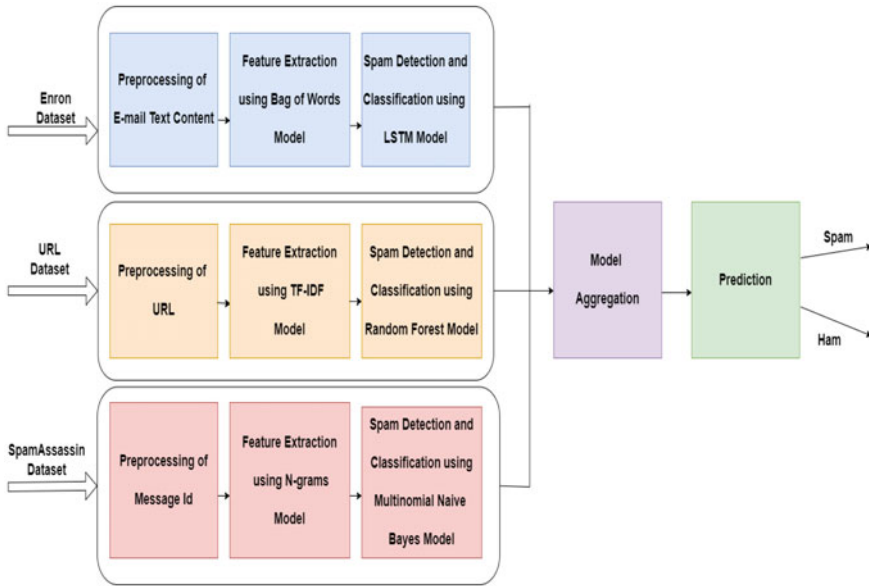 Enron
Dataset
Preprocessing of
E-mail Text Content
Feature Extraction
using Bag of Words
Model
Spam Detection and
Classification using
LSTM Model
URL
Dataset
Preprocessing of
URL
Feature Extraction
using TF-IDF
Model
Spam Detection and
Classification using
Random Forest Model
SpamAssassin
Dataset
Preprocessing of
Message Id
Feature Extraction
using N-grams
Model
Spam Detection and
Classification using
Multinomial Naive
Bayes Model
Model
Aggregation
Prediction
Spam
Ham